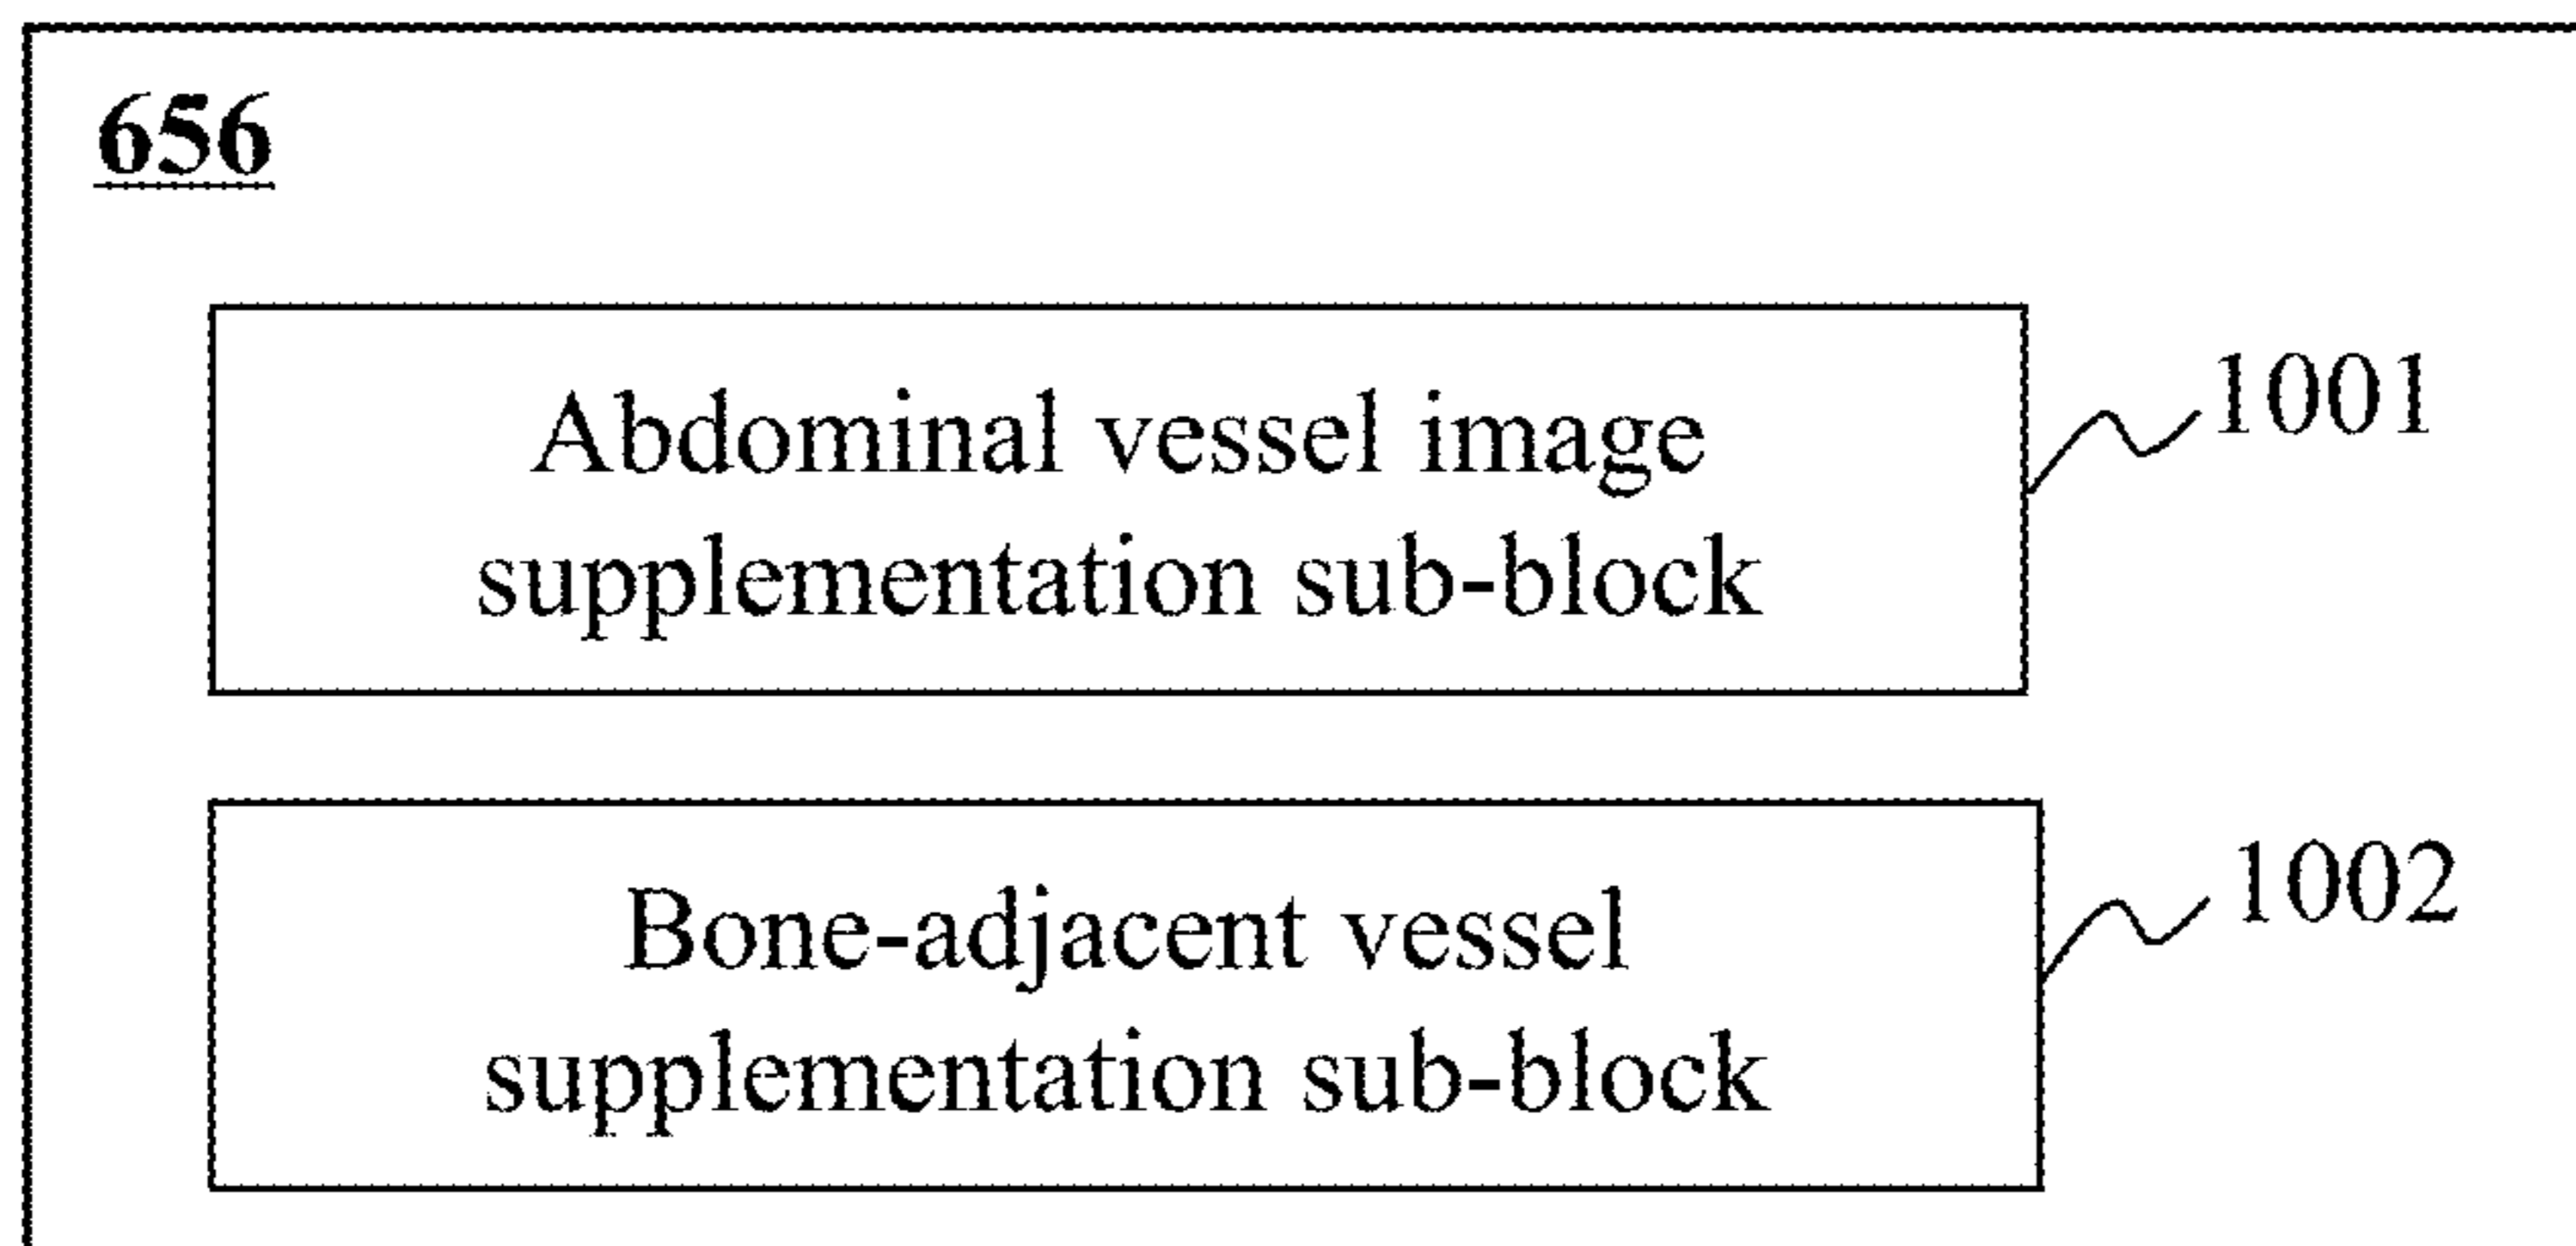 656
Abdominal vessel image
supplementation sub-block
1001
Bone-adjacent vessel
supplementation sub-block
1002